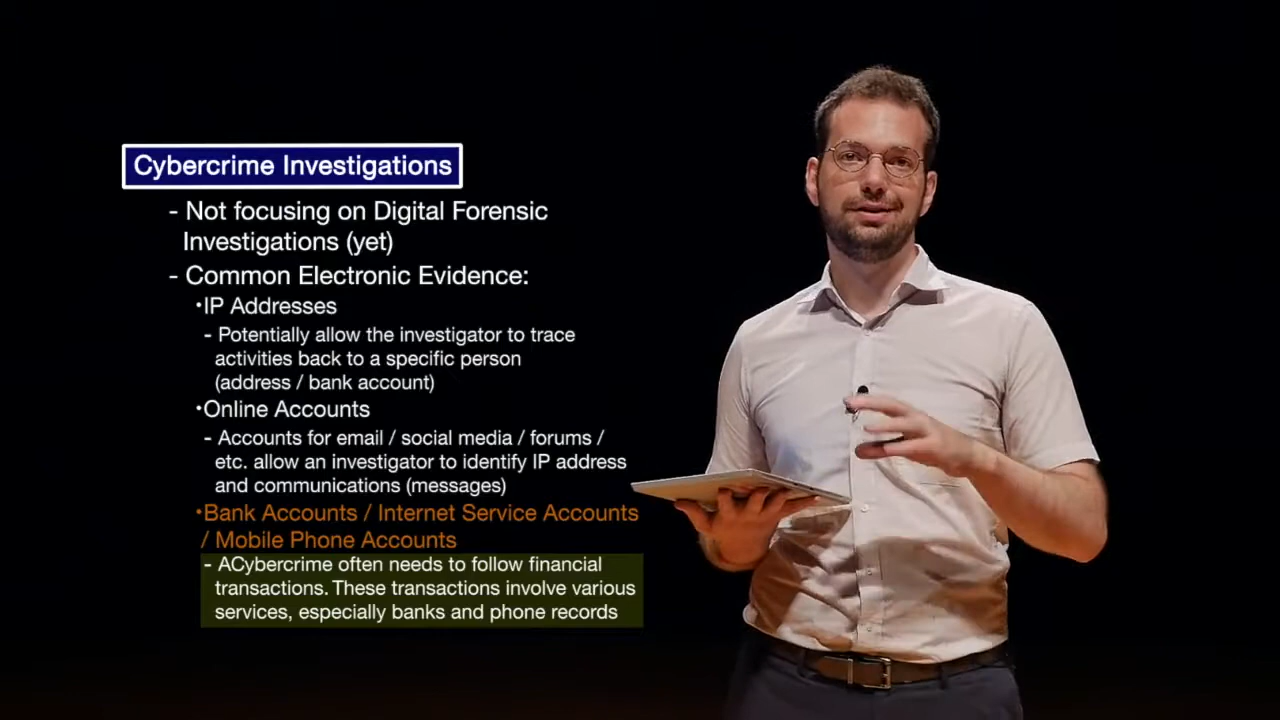 Cybercrime Investigations
- Not focusing on Digital Forensic
Investigations (yet)
- Common Electronic Evidence:
•IP Addresses
- Potentially allow the investigator to trace
activities back to a specific person
(address / bank account)
•Online Accounts
- Accounts for email / social media / forums /
etc. allow an investigator to identify IP address
and communications (messages)
•Bank Accounts / Internet Service Accounts
/ Mobile Phone Accounts
- ACybercrime often needs to follow financial
transactions. These transactions involve various
services, especially banks and phone records